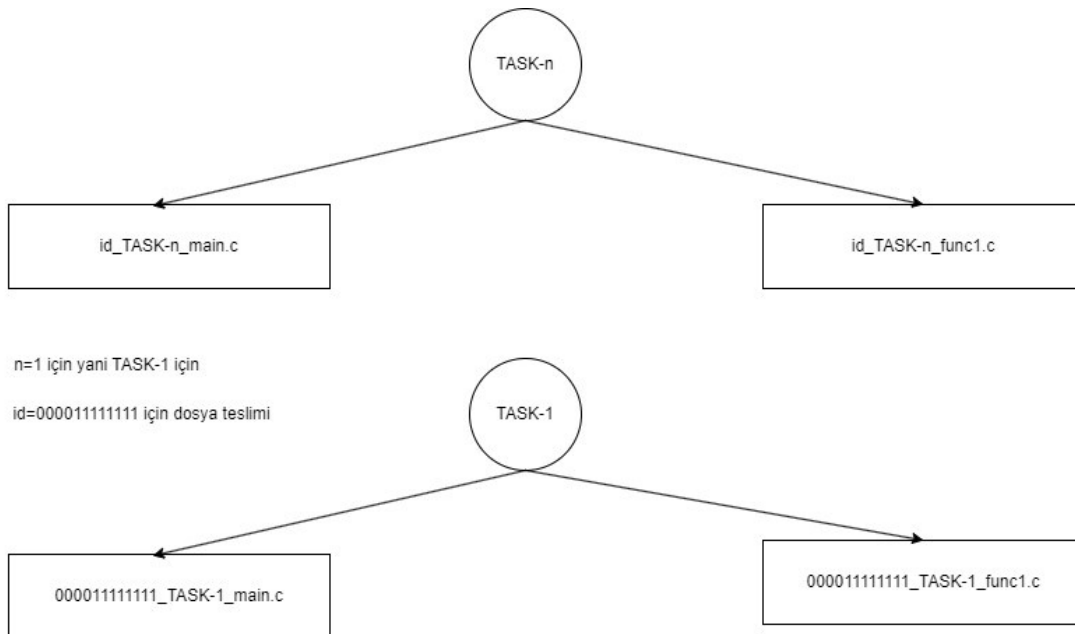 TASK-n
id_TASK-n_main.c
id_TASK-n_func1.c
n=1 için yani TASK-1 için
id=000011111111 için dosya teslimi
TASK-1
000011111111_TASK-1_main.c
000011111111_TASK-1_func1.c